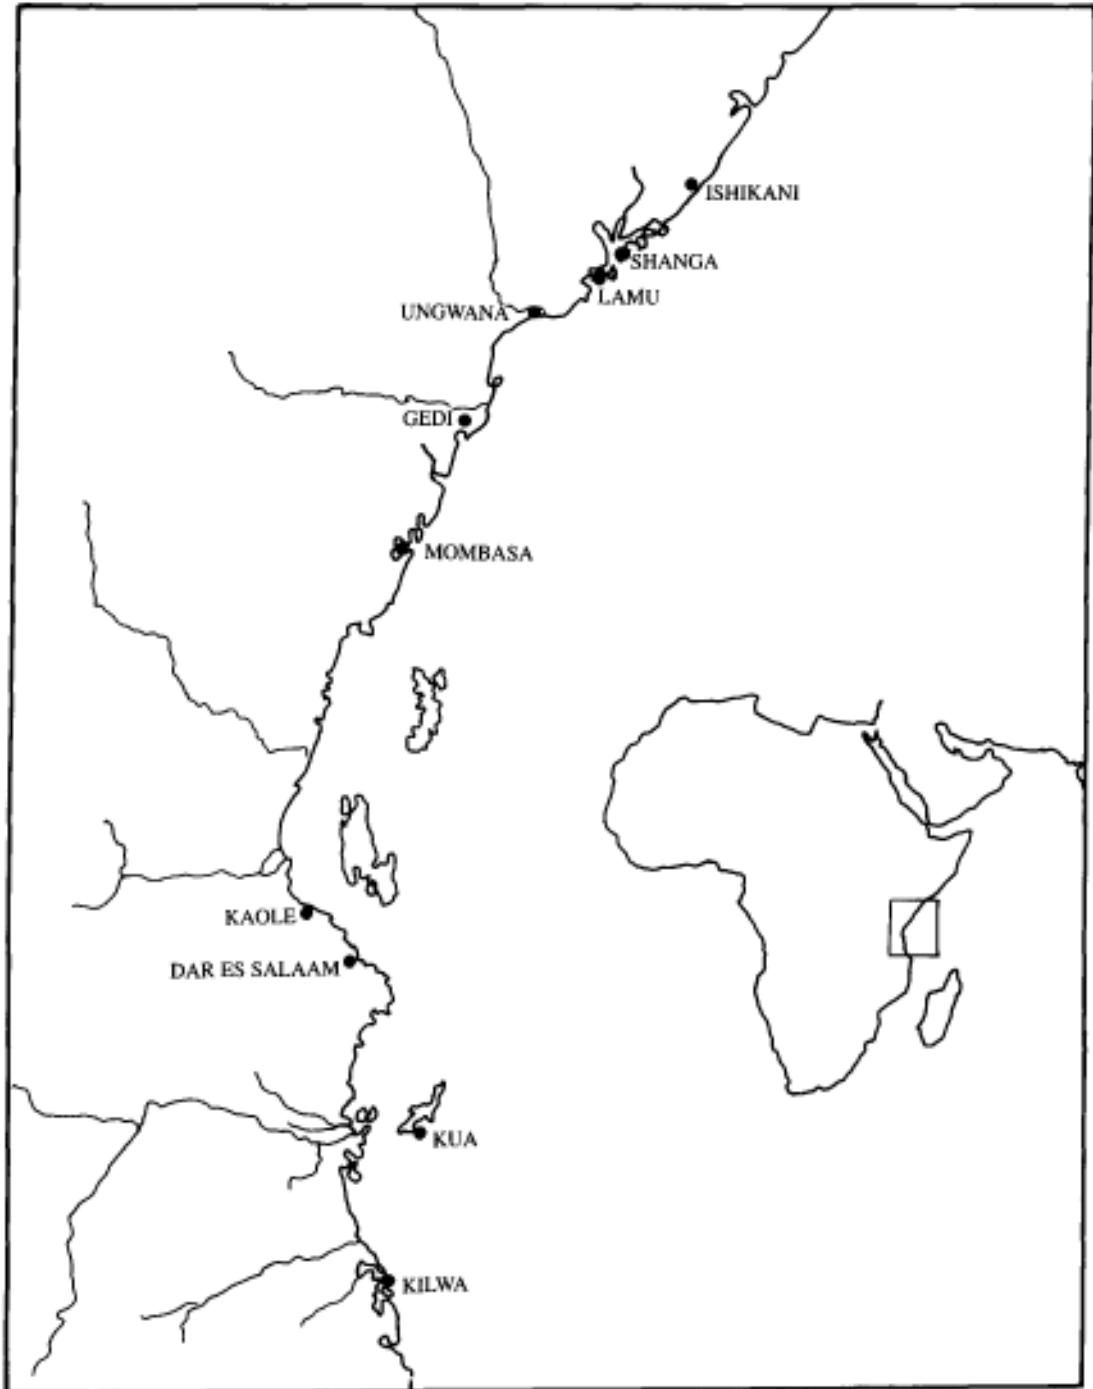 ISHIKANI
SHANGA
LAMU
UNGWANA
GEDI
MOMBASA
KAOLE
DAR ES SALAAM
KUA
KILWA